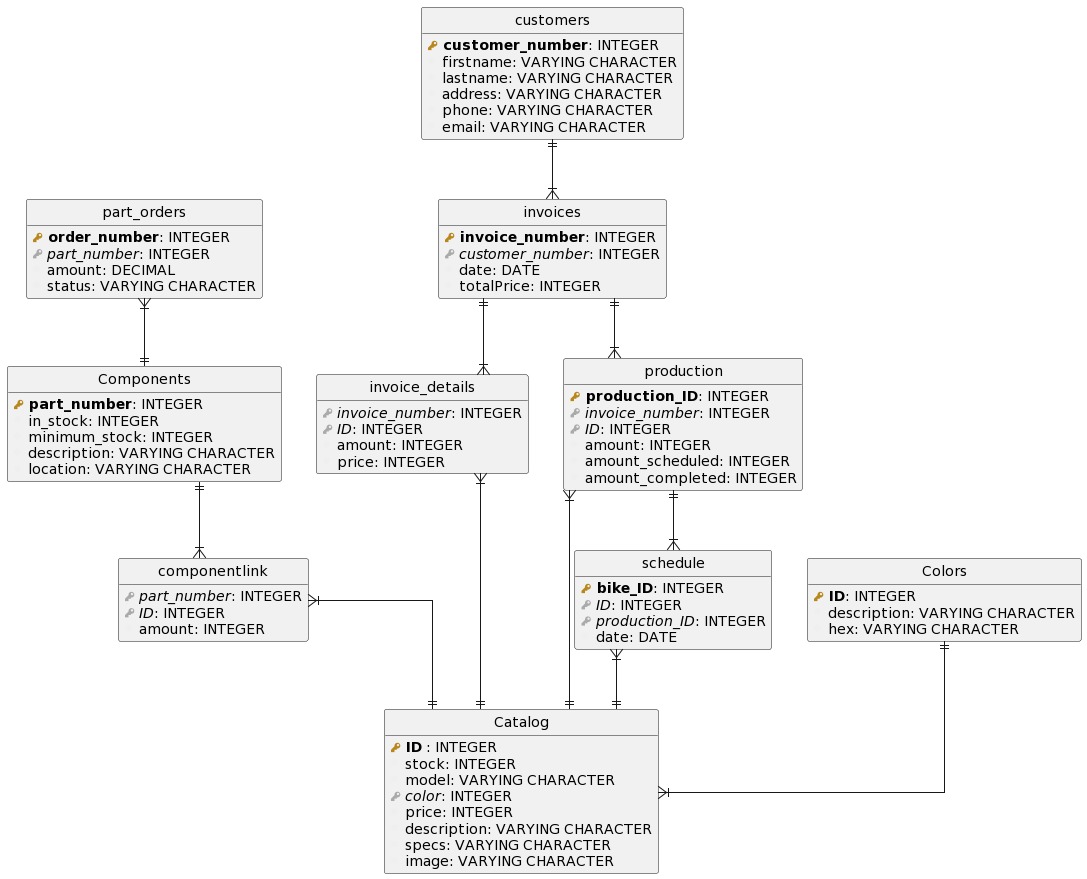 customers
customer_number: INTEGER
firstname: VARYING CHARACTER
lastname: VARYING CHARACTER
address: VARYING CHARACTER
phone: VARYING CHARACTER
email: VARYING CHARACTER
part_orders
order_number: INTEGER
part_number: INTEGER
amount: DECIMAL
status: VARYING CHARACTER
invoices
invoice_number: INTEGER
customer_number: INTEGER
date: DATE
totalPrice: INTEGER
Components
part_number: INTEGER
in_stock: INTEGER
minimum_stock: INTEGER
description: VARYING CHARACTER
location: VARYING CHARACTER
invoice_details
invoice_number: INTEGER
ID: INTEGER
amount: INTEGER
price: INTEGER
production
production_ID: INTEGER
invoice_number: INTEGER
ID: INTEGER
amount: INTEGER
amount_scheduled: INTEGER
amount_completed: INTEGER
componentlink
part_number: INTEGER
ID: INTEGER
amount: INTEGER
schedule
bike_ID: INTEGER
ID: INTEGER
production_ID: INTEGER
date: DATE
Colors
ID: INTEGER
description: VARYING CHARACTER
hex: VARYING CHARACTER
Catalog
ID : INTEGER
stock: INTEGER
model: VARYING CHARACTER
color: INTEGER
price: INTEGER
description: VARYING CHARACTER
specs: VARYING CHARACTER
image: VARYING CHARACTER